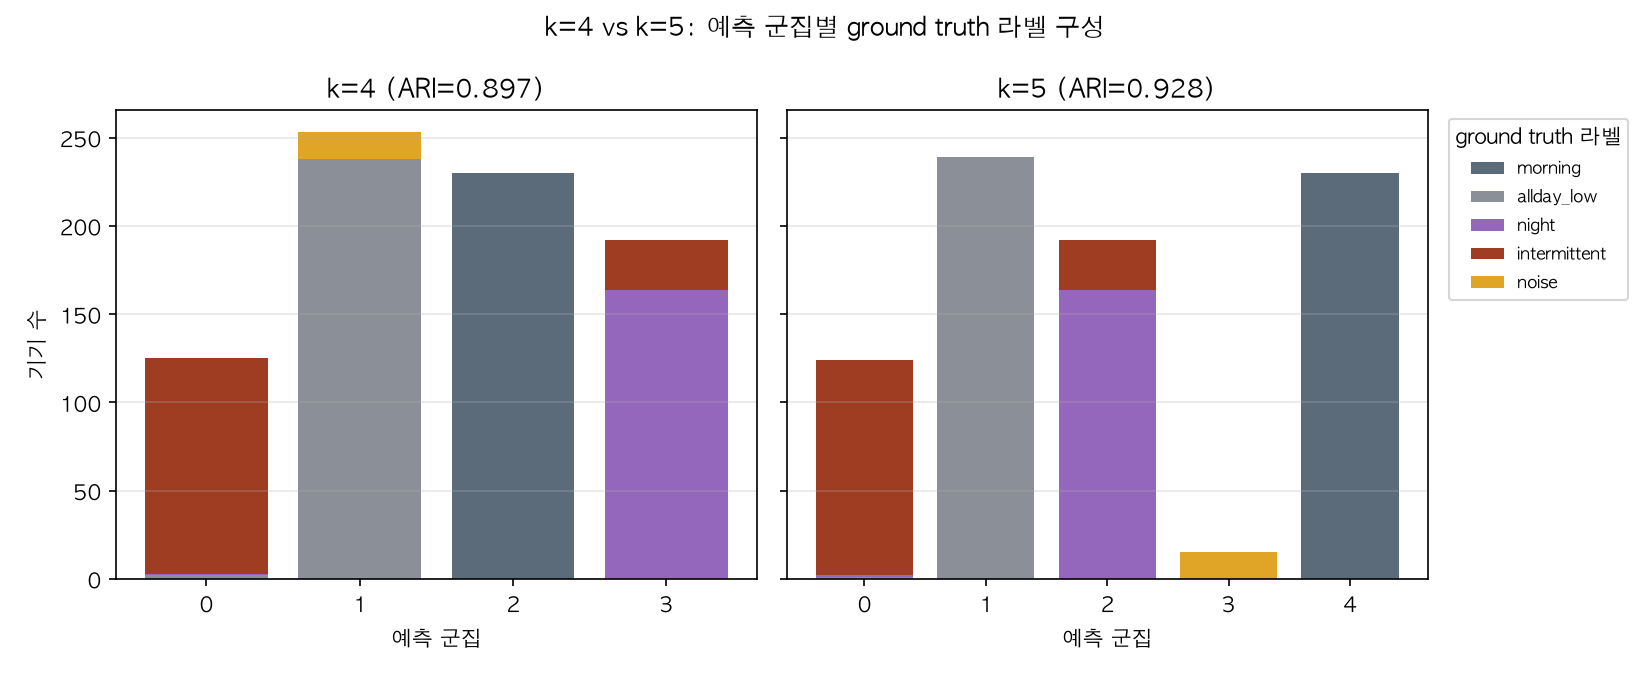 k=4 vs k=5: 예측 군집별 ground truth 라벨 구성
k=4 (ARI=0.897)
기기 수
250
200
150
100
50
0
0 1 2 3
예측 군집
k=5 (ARI=0.928)
0 1 2 3 4
예측 군집
ground truth 라벨
morning
allday_low
night
intermittent
noise